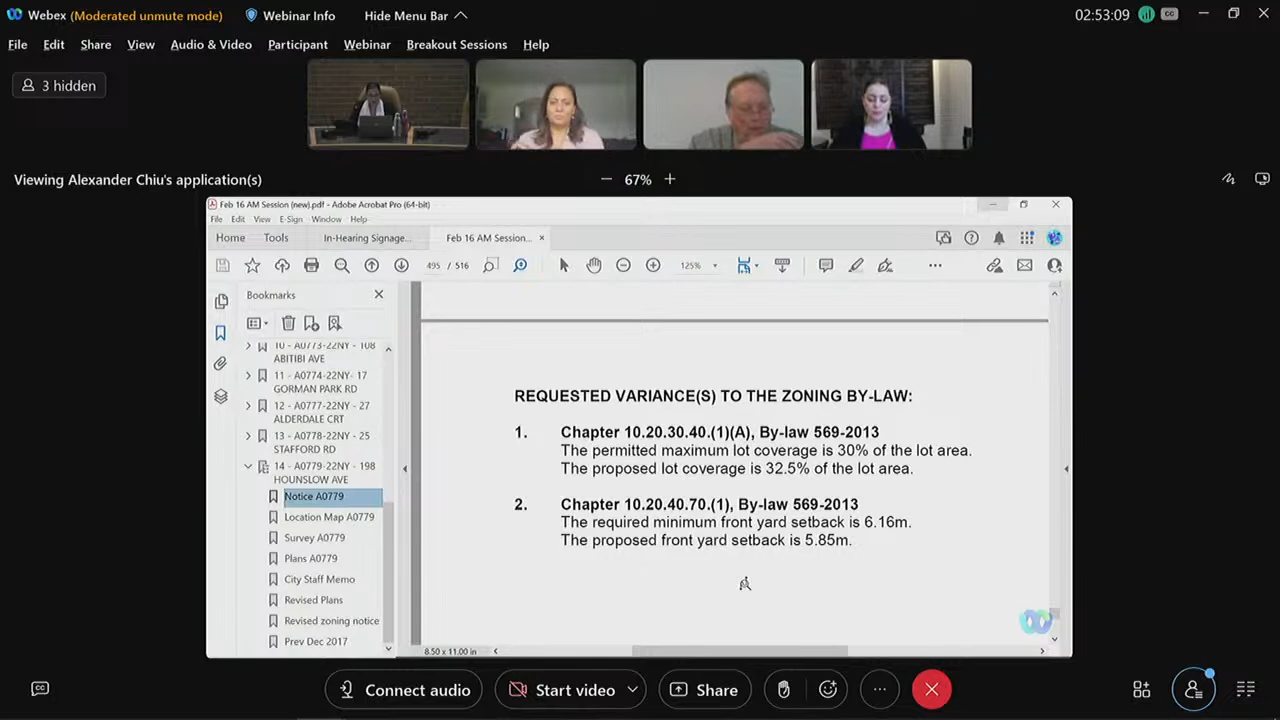 Webex (Moderated unmute mode) Webinar Info Hide Menu Bar 02:53:09 CC
File Edit Share View Audio & Video Participant Webinar Breakout Sessions Help
3 hidden
Viewing Alexander Chiu's application(s) 67%
Feb 16 AM Session (new).pdf - Adobe Acrobat Pro (64-bit)
File Edit View E-Sign Window Help
Home Tools In-Hearing Signage... Feb 16 AM Session...
495 / 516 125%
Bookmarks
10 - A0773-22NY - 108
ABITIBI AVE
11 - A0774-22NY- 17
GORMAN PARK RD
12 - A0777-22NY - 27
ALDERDALE CRT
13 - A0778-22NY - 25
STAFFORD RD
14 - A0779-22NY - 198
HOUNSLOW AVE
Notice A0779
Location Map A0779
Survey A0779
Plans A0779
City Staff Memo
Revised Plans
Revised zoning notice
Prev Dec 2017
REQUESTED VARIANCE(S) TO THE ZONING BY-LAW:
1. Chapter 10.20.30.40.(1)(A), By-law 569-2013
The permitted maximum lot coverage is 30% of the lot area.
The proposed lot coverage is 32.5% of the lot area.
2. Chapter 10.20.40.70.(1), By-law 569-2013
The required minimum front yard setback is 6.16m.
The proposed front yard setback is 5.85m.
8.50 x 11.00 in
Connect audio Start video Share